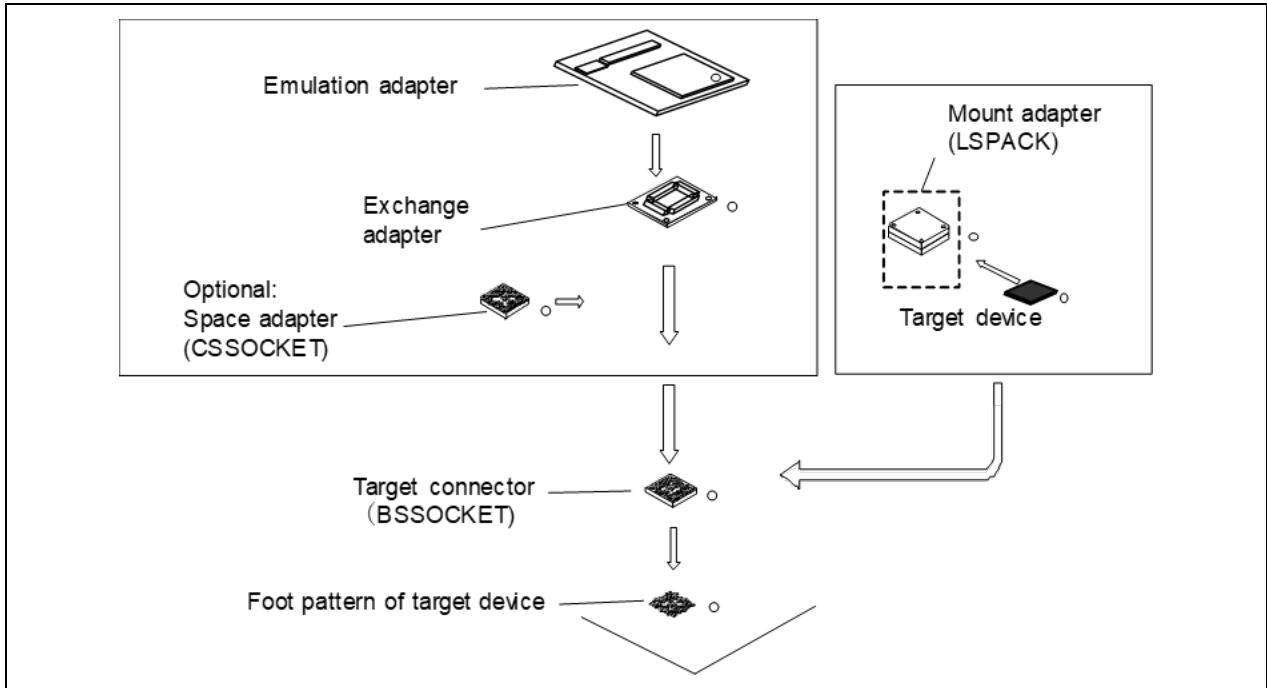 Emulation adapter
Exchange
adapter
Optional:
Space adapter
(CSSOCKET)
Mount adapter
(LSPACK)
Target device
Target connector
（BSSOCKET)
Foot pattern of target device